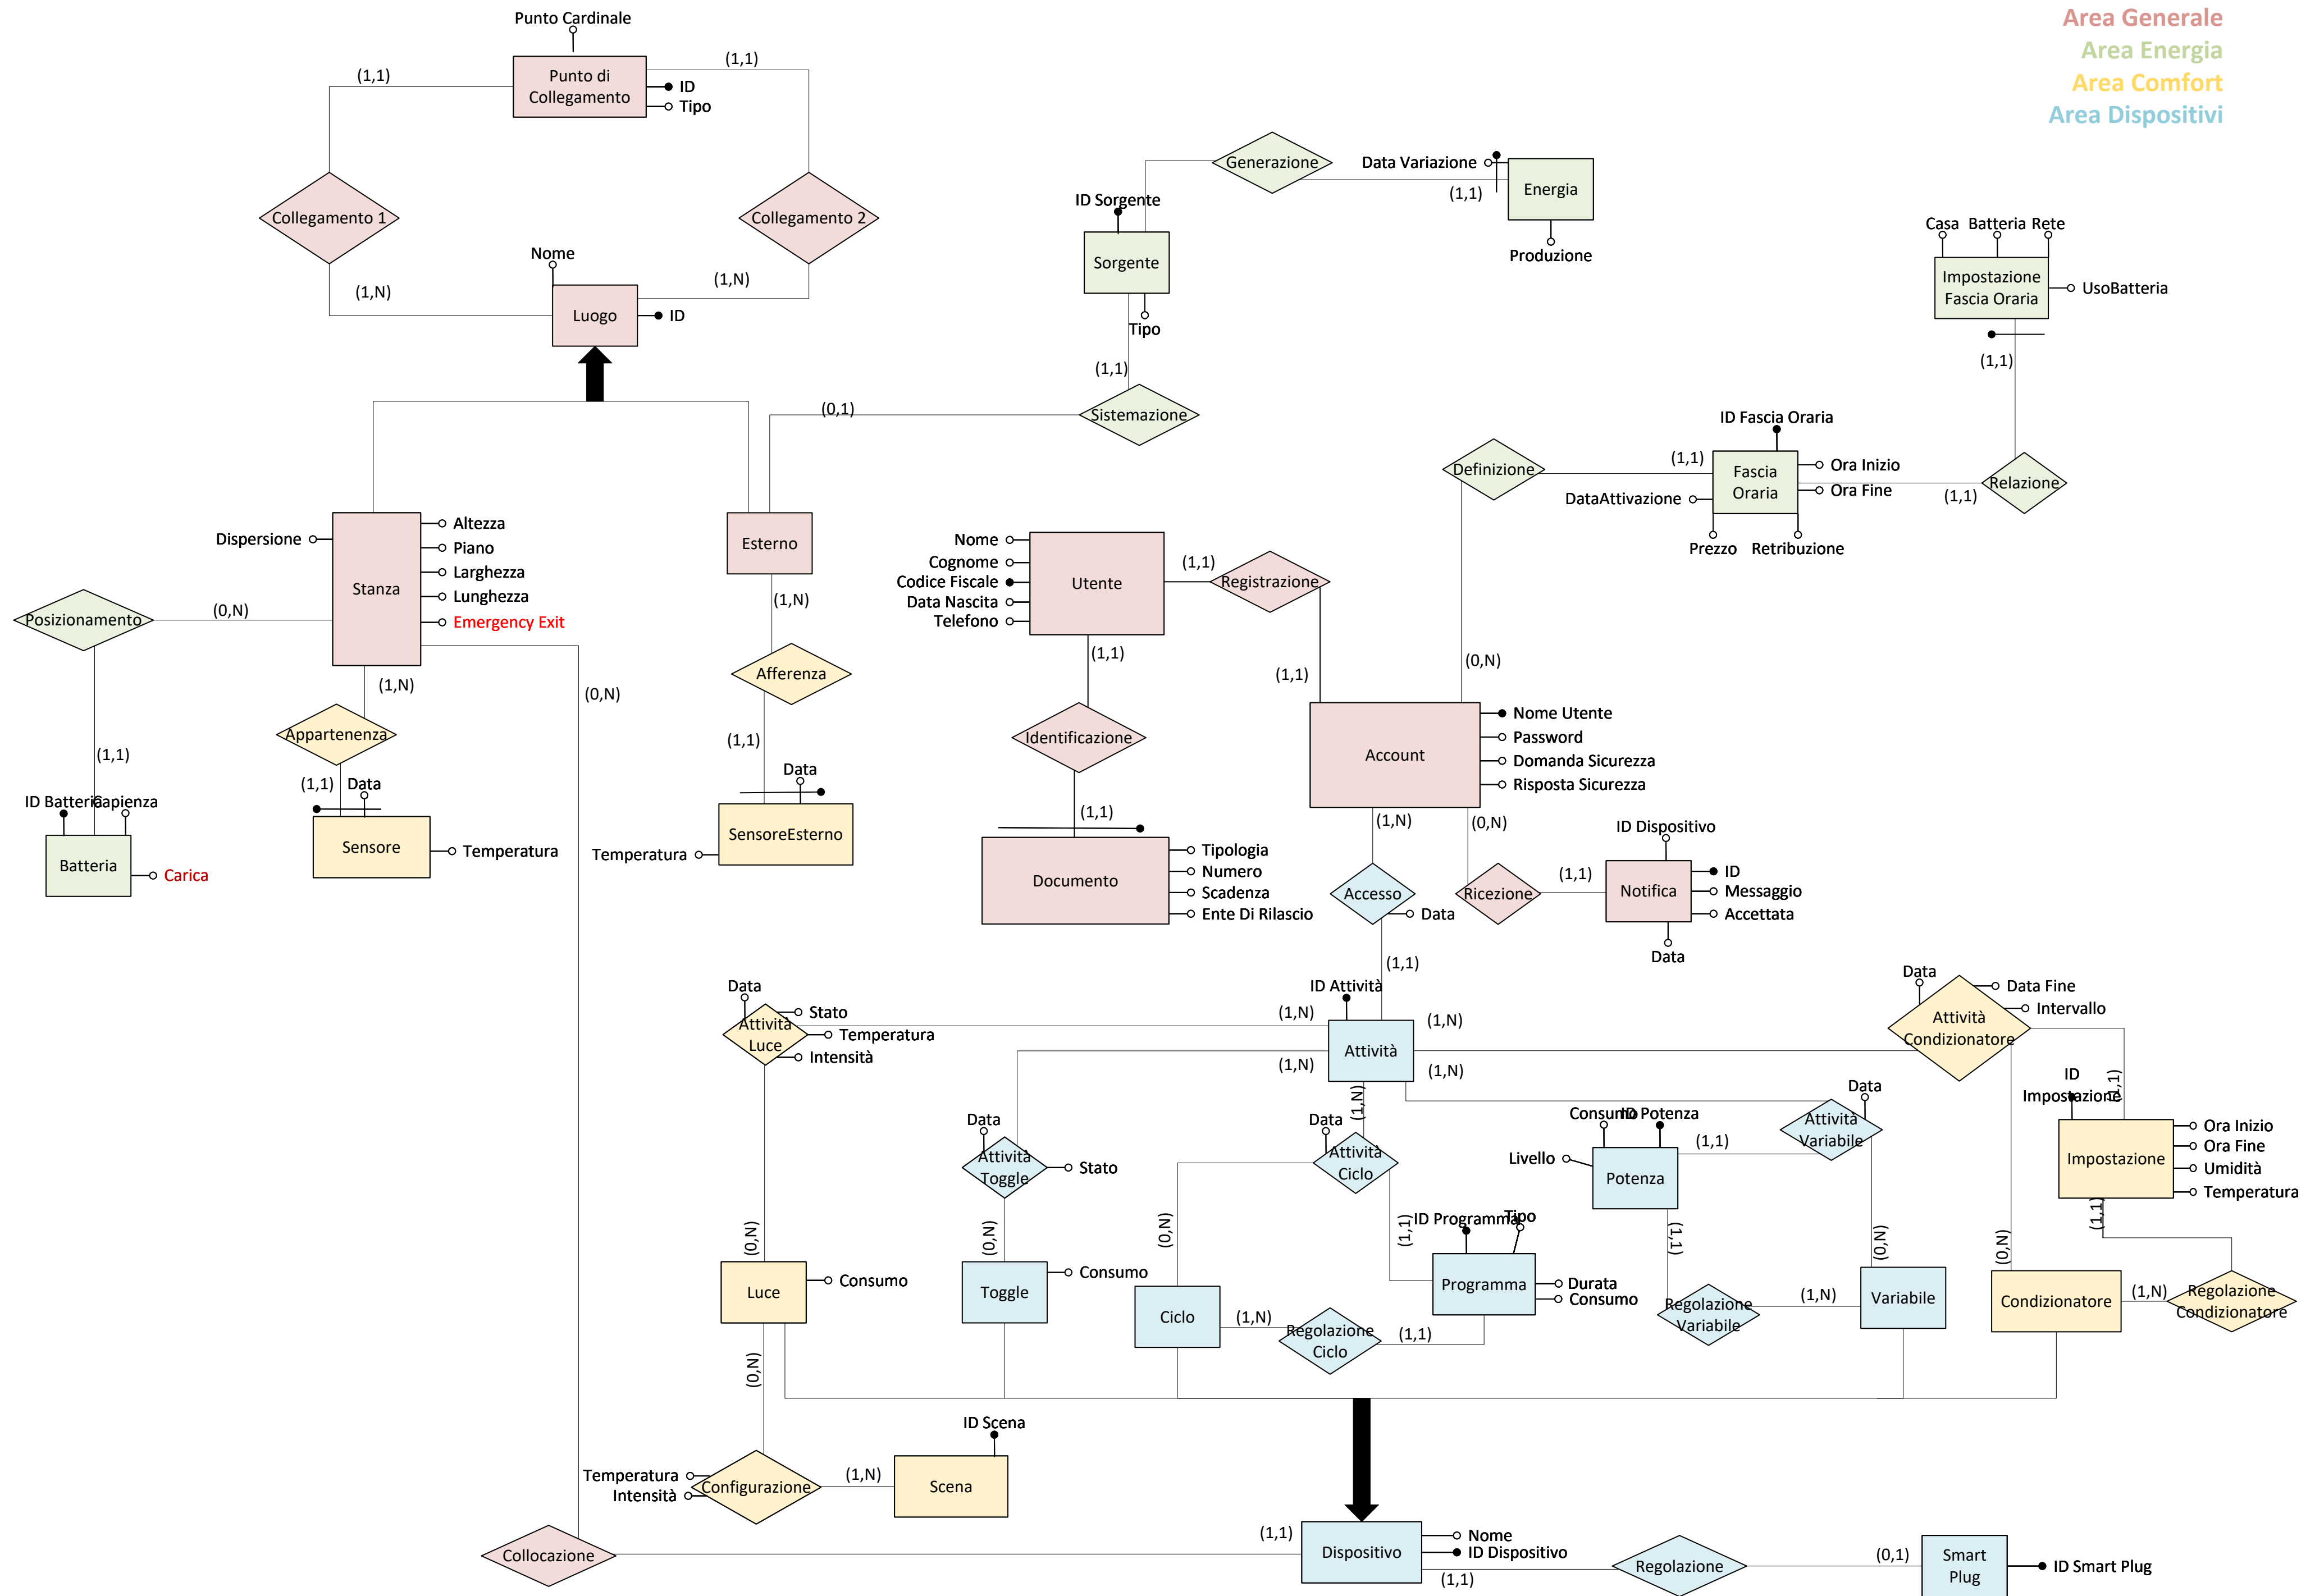 Area Generale
Area Energia
Area Comfort
Area Dispositivi
Punto Cardinale
(1,1)
(1,1)
Punto di
Collegamento
ID
Tipo
Collegamento 1
Collegamento 2
Nome
(1,N)
(1,N)
Luogo
ID
Generazione
Data Variazione
(1,1)
Energia
Produzione
ID Sorgente
Sorgente
Tipo
(1,1)
(0,1)
Sistemazione
Casa
Batteria
Rete
Impostazione
Fascia Oraria
UsoBatteria
(1,1)
ID Fascia Oraria
Definizione
(1,1)
Fascia
Oraria
Ora Inizio
Ora Fine
DataAttivazione
(1,1)
Relazione
Prezzo
Retribuzione
Dispersione
Stanza
Altezza
Piano
Larghezza
Lunghezza
Emergency Exit
Esterno
Posizionamento
(0,N)
(1,N)
(0,N)
(1,N)
Afferenza
(1,1)
Appartenenza
(1,1)
(1,1)
Data
ID Batteria
Capienza
Batteria
Carica
Sensore
Temperatura
Data
SensoreEsterno
Temperatura
Nome
Cognome
Codice Fiscale
Data Nascita
Telefono
Utente
(1,1)
Registrazione
(1,1)
(1,1)
(0,N)
Identificazione
(1,1)
Documento
Tipologia
Numero
Scadenza
Ente Di Rilascio
Account
Nome Utente
Password
Domanda Sicurezza
Risposta Sicurezza
(1,N)
(0,N)
Accesso
Data
Ricezione
(1,1)
ID Dispositivo
Notifica
ID
Messaggio
Accettata
Data
(1,1)
ID Attività
Attività
(1,N)
(1,N)
(1,N)
(1,N)
(1,N)
Data
Attività
Luce
Stato
Temperatura
Intensità
Data
Attività
Toggle
Stato
Data
Attività
Ciclo
Data
Attività
Variabile
Data
Data Fine
Intervallo
Attività
Condizionatore
Consumo
ID Potenza
Livello
Potenza
(1,1)
(1,1)
ID
Impostazione
(1,1)
Impostazione
Ora Inizio
Ora Fine
Umidità
Temperatura
(1,1)
(0,N)
(0,N)
(0,N)
(1,1)
(0,N)
(0,N)
ID Programma
Tipo
Programma
Durata
Consumo
Luce
Consumo
Toggle
Consumo
Ciclo
(1,N)
Regolazione
Ciclo
(1,1)
Regolazione
Variabile
(1,N)
Variabile
Condizionatore
(1,N)
Regolazione
Condizionatore
(0,N)
Temperatura
Intensità
Configurazione
(1,N)
ID Scena
Scena
Collocazione
(1,1)
Dispositivo
Nome
ID Dispositivo
(1,1)
Regolazione
(0,1)
Smart
Plug
ID Smart Plug